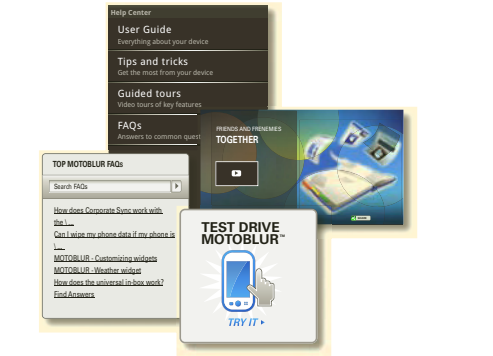 Help Center
User Guide
Everything about your device
Tips and tricks
Get the most from your device
Guided tours
Video tours of key features
FAQs
Answers to common quest
FRIENDS AND FRENEMIES
TOGETHER
TOP MOTOBLUR FAQs
Search FAQs
How does Corporate Sync work with
the \ ...
Can I wipe my phone data if my phone is
\ ...
MOTOBLUR - Customizing widgets
MOTOBLUR - Weather widget
How does the universal in-box work?
Find Answers
TEST DRIVE
MOTOBLUR™
TRY IT